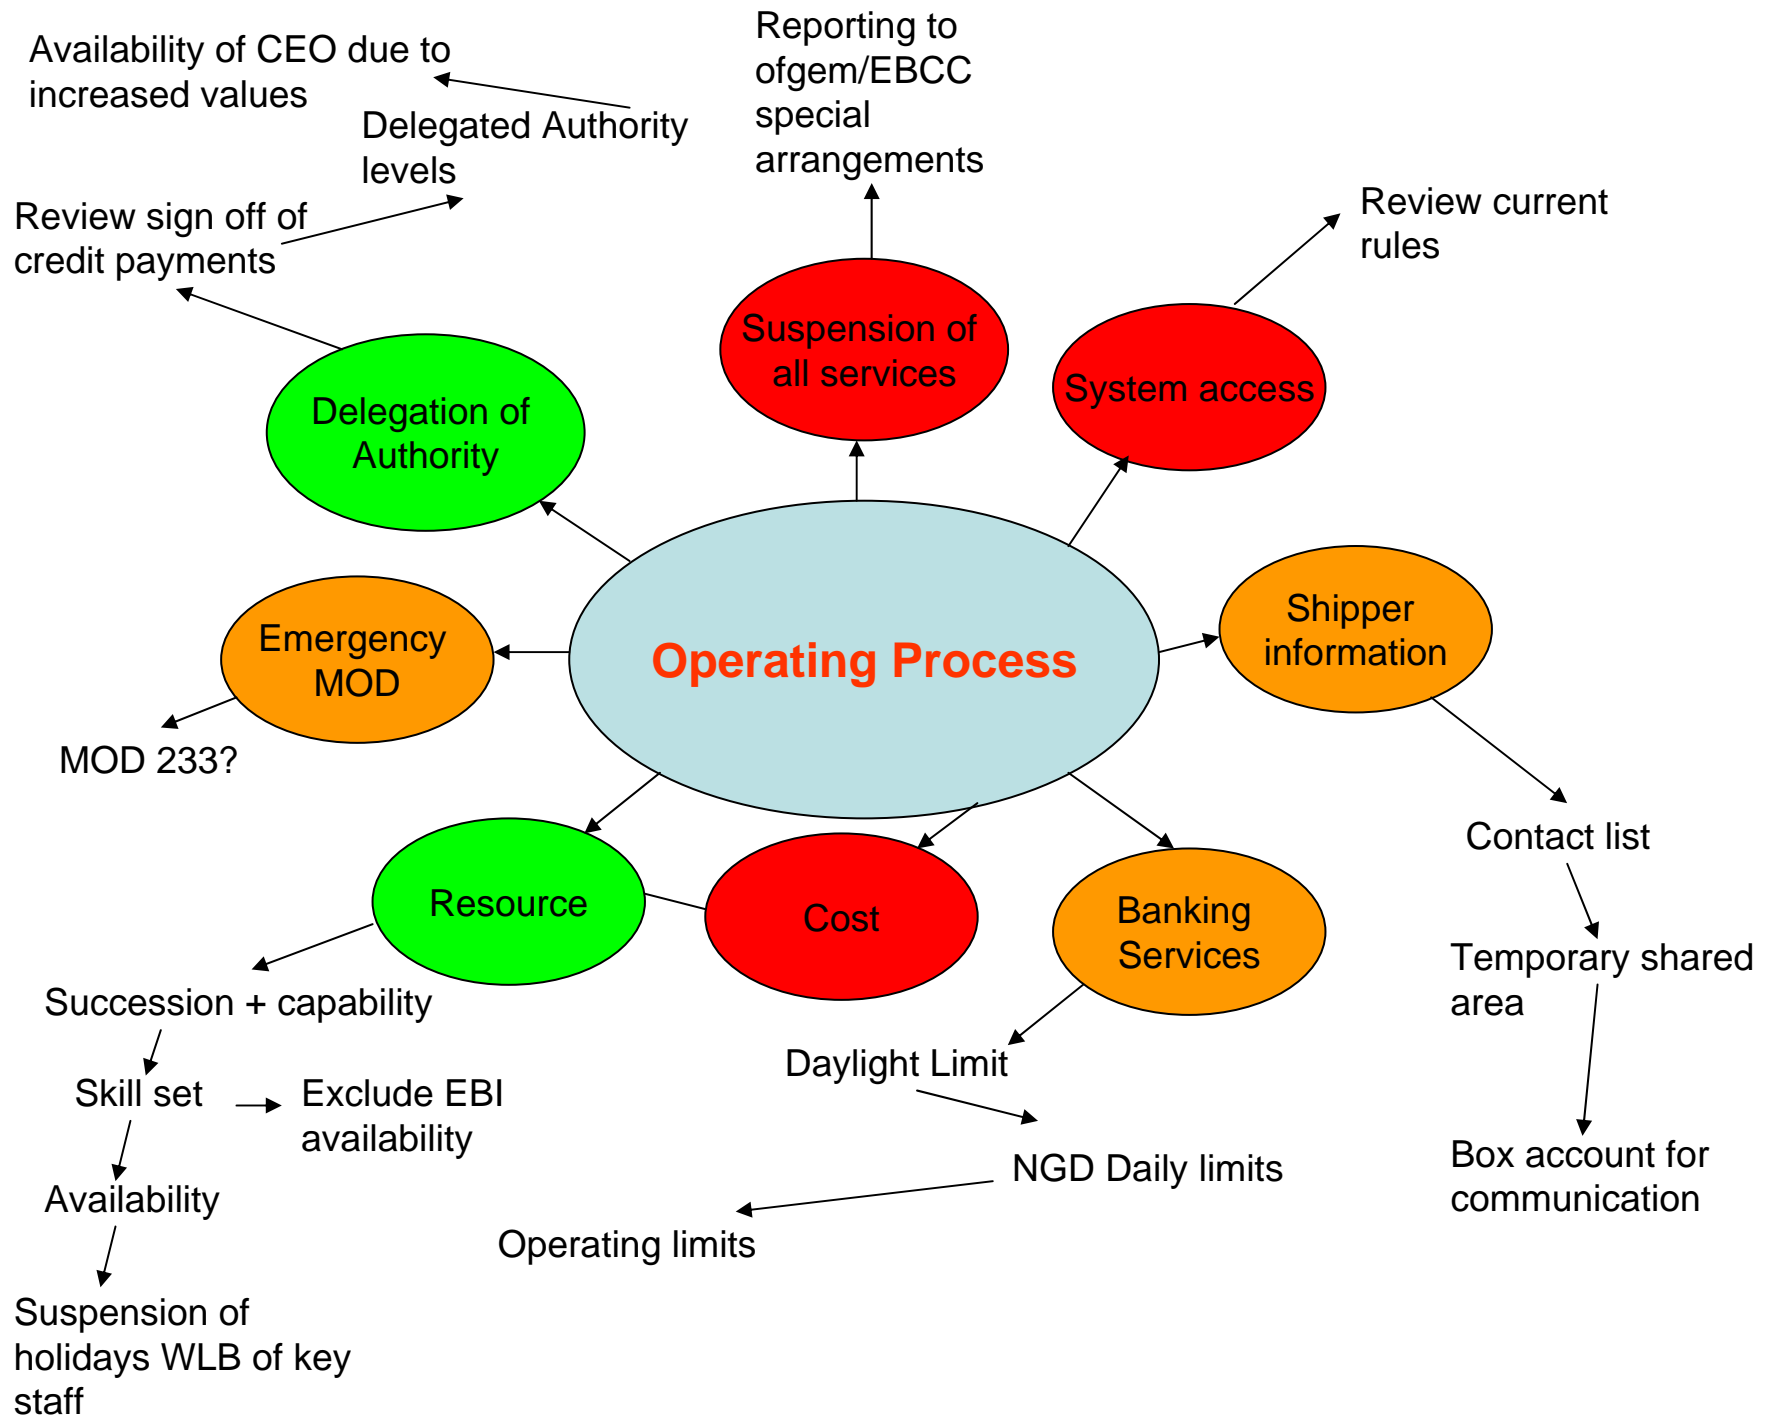 Availability of CEO due to
increased values
Delegated Authority
levels
Review sign off of
credit payments
Delegation of
Authority
Reporting to
ofgem/EBCC
special
arrangements
Suspension of
all services
Review current
rules
System access
Emergency
MOD
MOD 233?
Operating Process
Shipper
information
Contact list
Temporary shared
area
Box account for
communication
Resource
Cost
Banking
Services
Succession + capability
Skill set
Exclude EBI
availability
Availability
Suspension of
holidays WLB of key
staff
Daylight Limit
NGD Daily limits
Operating limits